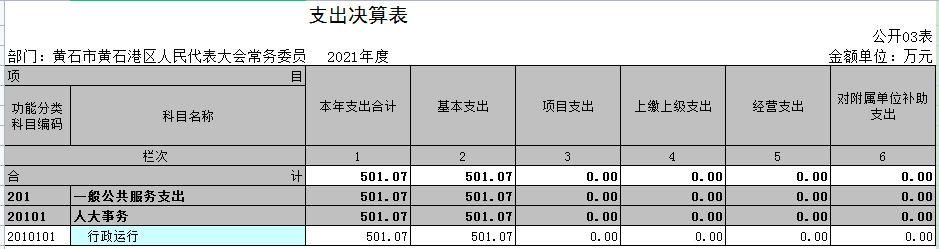 支出决算表
公开03表
部门：黄石市黄石港区人民代表大会常务委员 2021年度 金额单位：万元
项 目 本年支出合计 基本支出 项目支出 上缴上级支出 经营支出 对附属单位补助支出
功能分类科目编码 科目名称
栏次 1 2 3 4 5 6
合 计 501.07 501.07 0.00 0.00 0.00 0.00
201 一般公共服务支出 501.07 501.07 0.00 0.00 0.00 0.00
20101 人大事务 501.07 501.07 0.00 0.00 0.00 0.00
2010101 行政运行 501.07 501.07 0.00 0.00 0.00 0.00